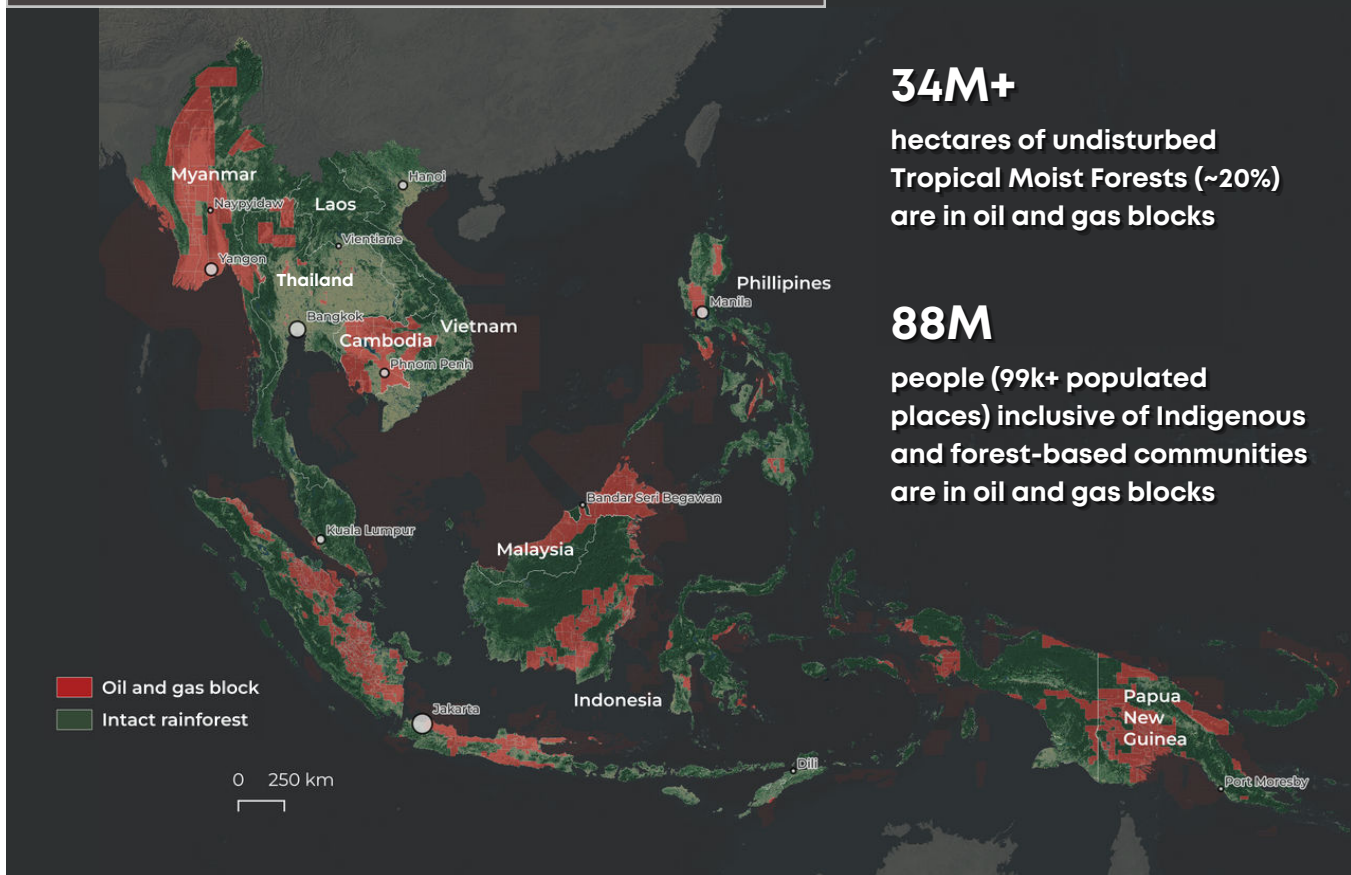 34M+
hectares of undisturbed
Tropical Moist Forests (~20%)
are in oil and gas blocks
88M
people (99k+ populated
places) inclusive of Indigenous
and forest-based communities
are in oil and gas blocks
Myanmar
Hanoi
Naypyidaw
Laos
Vientiane
Yangon
Thailand
Phillipines
Manila
Bangkok
Vietnam
Cambodia
Phnom Penh
Bandar Seri Begawan
Kuala Lumpur
Malaysia
Oil and gas block
Intact rainforest
Indonesia
Papua
New
Guinea
Jakarta
Dili
Port Moresby
0 250 km